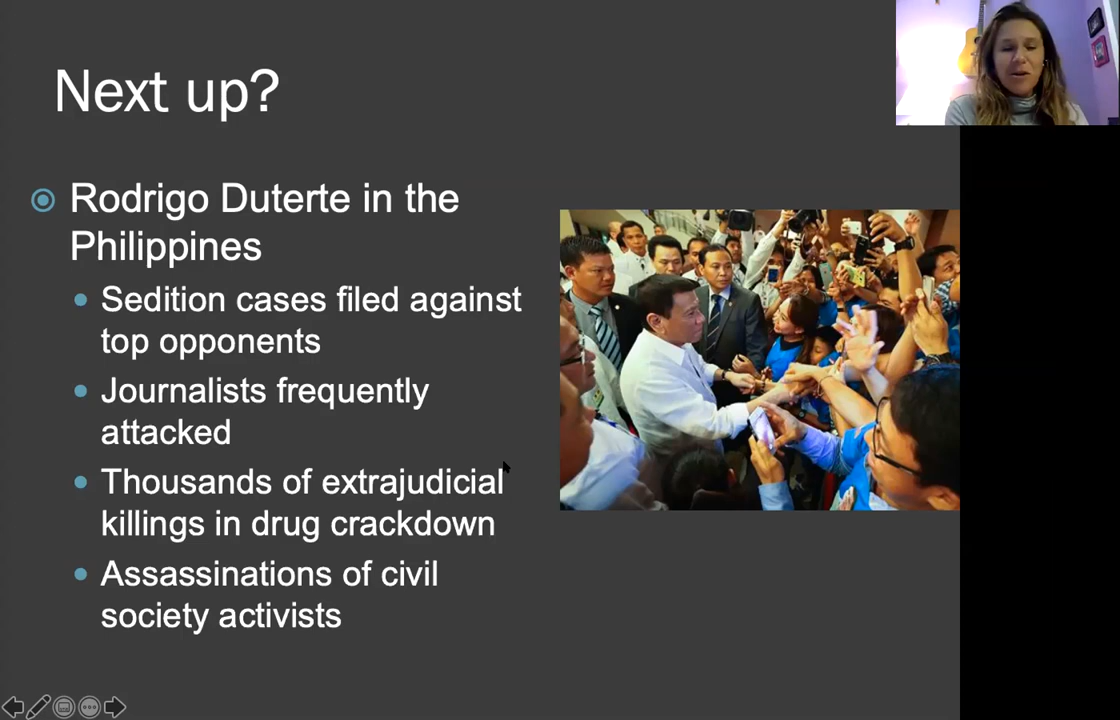 Next up?
Rodrigo Duterte in the
Philippines
Sedition cases filed against
top opponents
Journalists frequently
attacked
Thousands of extrajudicial
killings in drug crackdown
Assassinations of civil
society activists